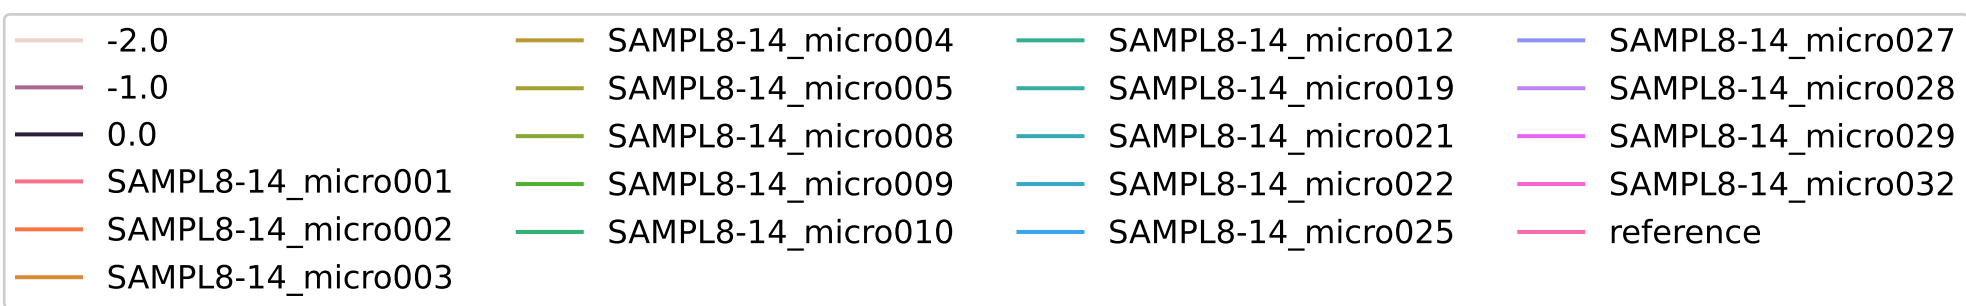 -2.0
-1.0
0.0
SAMPL8-14_micro001
SAMPL8-14_micro002
SAMPL8-14_micro003
SAMPL8-14_micro004
SAMPL8-14_micro005
SAMPL8-14_micro008
SAMPL8-14_micro009
SAMPL8-14_micro010
SAMPL8-14_micro012
SAMPL8-14_micro019
SAMPL8-14_micro021
SAMPL8-14_micro022
SAMPL8-14_micro025
SAMPL8-14_micro027
SAMPL8-14_micro028
SAMPL8-14_micro029
SAMPL8-14_micro032
reference